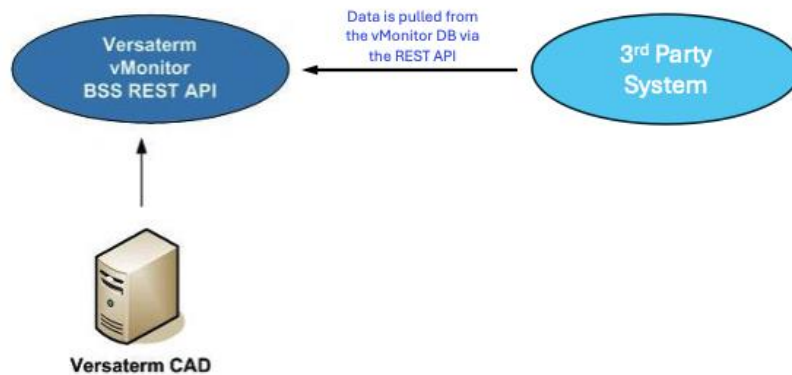 Versaterm
vMonitor
BSS REST API
Data is pulled from
the vMonitor DB via
the REST API
3rd Party
System
Versaterm CAD